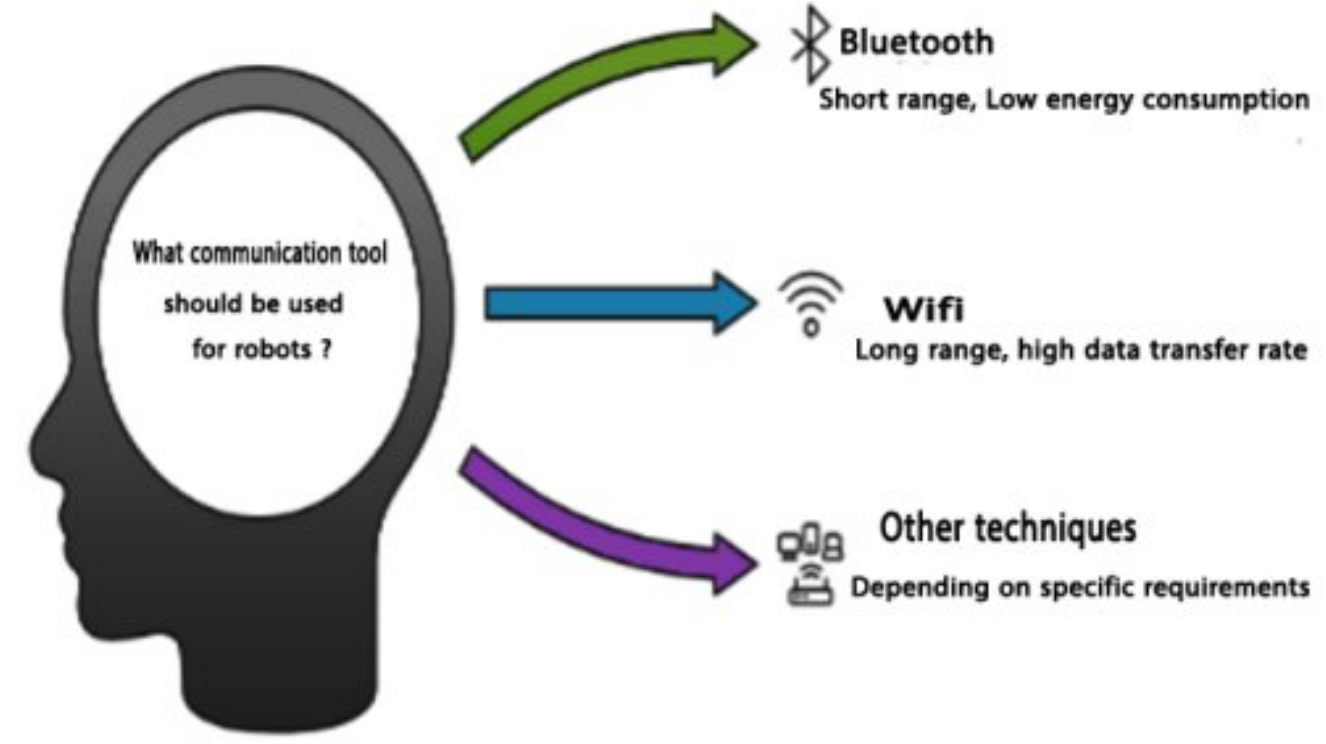 What communication tool
should be used
for robots ?
Bluetooth
Short range, Low energy consumption
Wifi
Long range, high data transfer rate
Other techniques
Depending on specific requirements